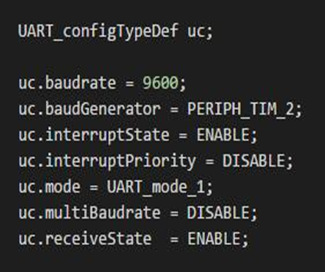 UART_configTypeDef uc;
uc.baudrate = 9600;
uc.baudGenerator = PERIPH_TIM_2;
uc.interruptState = ENABLE;
uc.interruptPriority = DISABLE;
uc.mode = UART_mode_1;
uc.multiBaudrate = DISABLE;
uc.receiveState  = ENABLE;